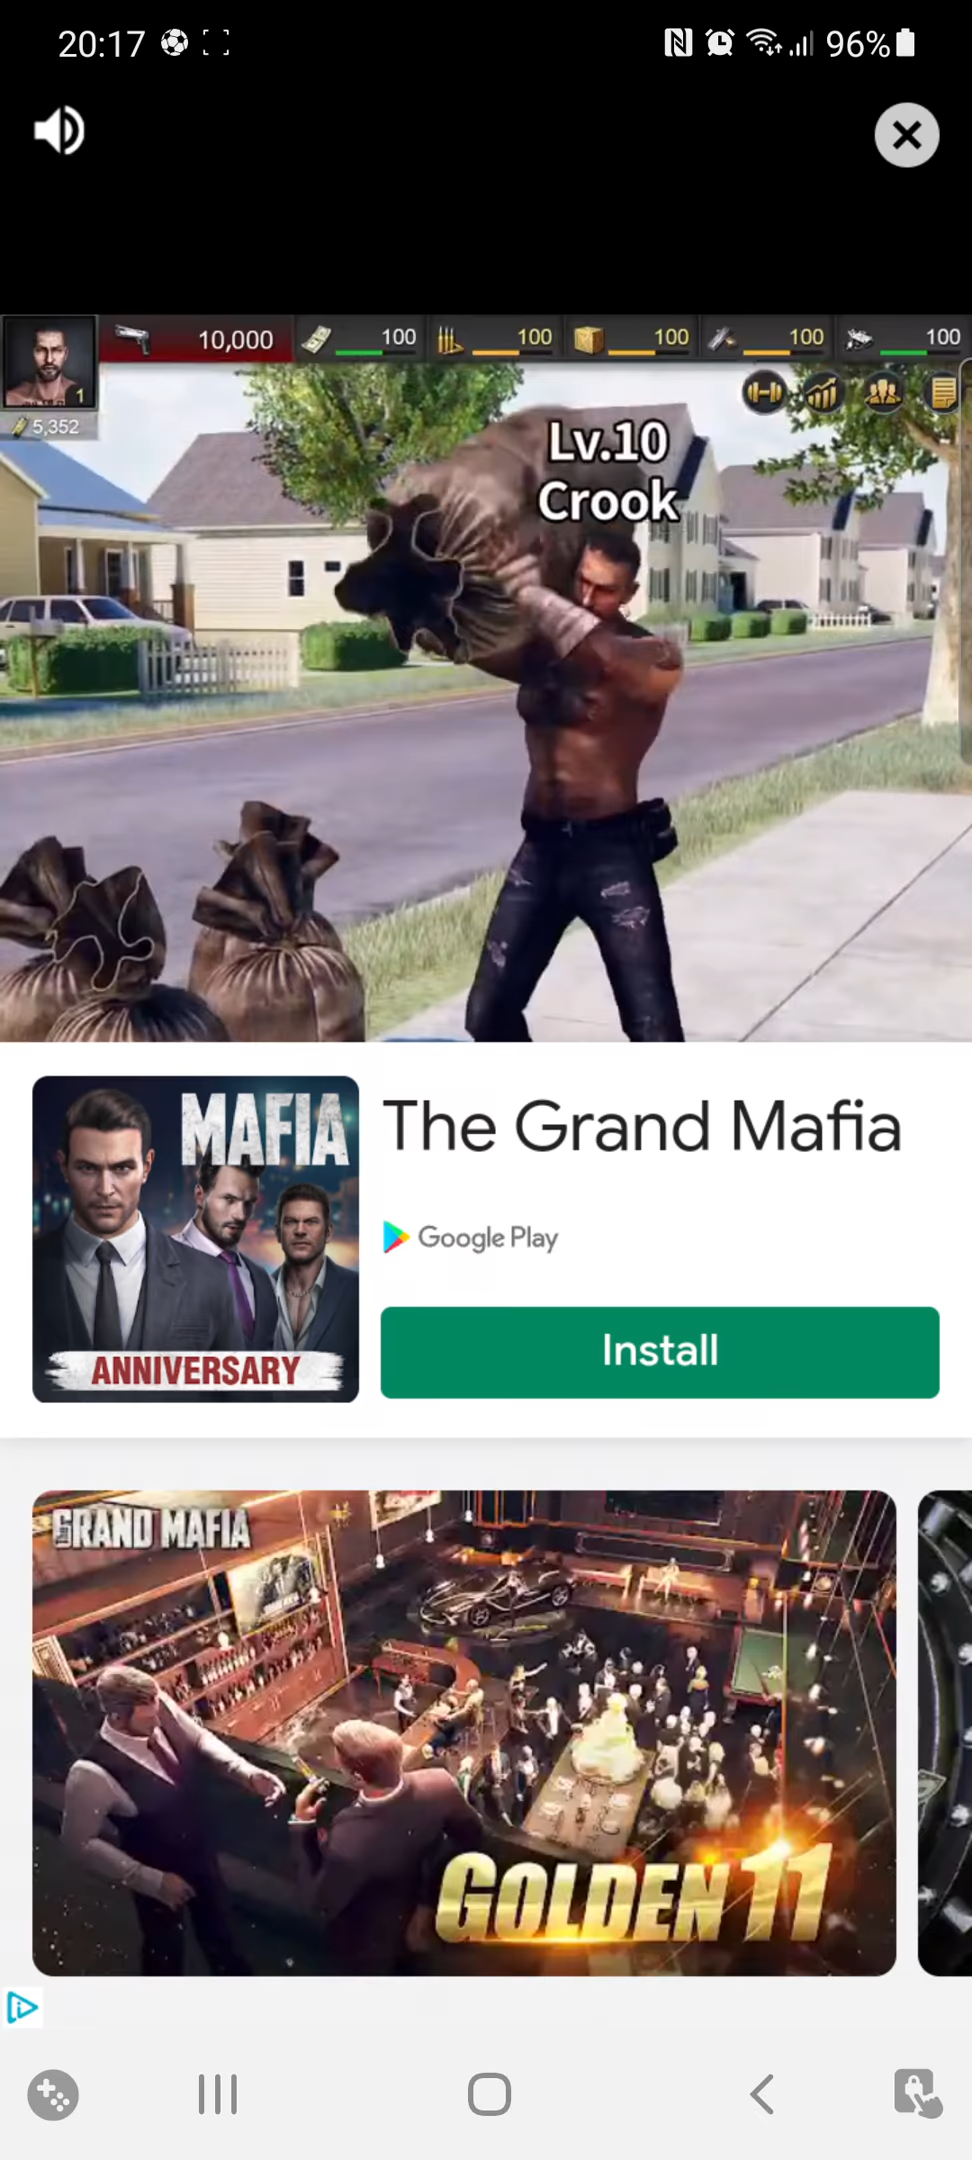 20:17
96%
10,000
100
100
100
100
100
1
5,352
Lv.10
Crook
MAFIA
ANNIVERSARY
The Grand Mafia
Google Play
Install
THE GRAND MAFIA
GOLDEN 11